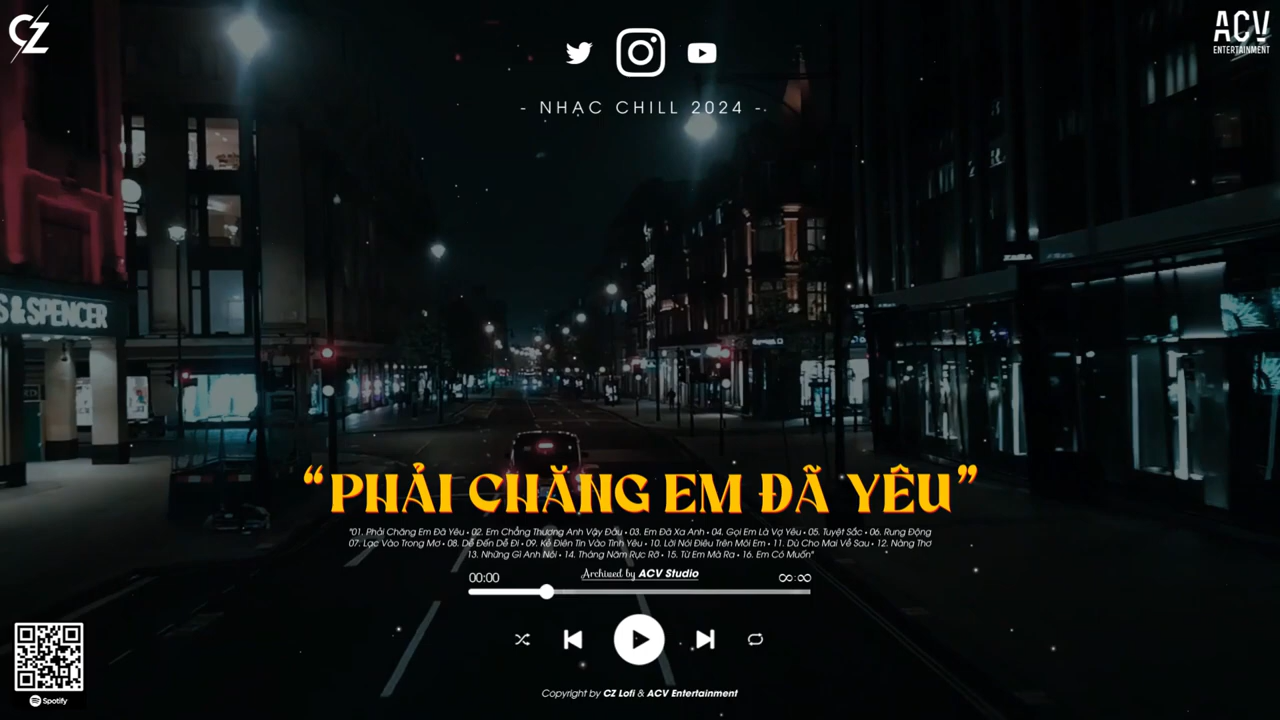 CZ
ACV
ENTERTAINMENT
- NHẠC CHILL 2024 -
S & SPENCER
ZARA
“PHẢI CHĂNG EM ĐÃ YÊU”
"01. Phải Chăng Em Đã Yêu • 02. Em Chẳng Thương Anh Vậy Đâu • 03. Em Đã Xa Anh • 04. Gọi Em Là Vợ Yêu • 05. Tuyệt Sắc • 06. Rung Động
07. Lạc Vào Trong Mơ • 08. Dễ Đến Dễ Đi • 09. Kẻ Điên Tin Vào Tình Yêu • 10. Lời Nói Điêu Trên Môi Em • 11. Dù Cho Mai Về Sau • 12. Nàng Thơ
13. Những Gì Anh Nói • 14. Tháng Năm Rực Rỡ • 15. Từ Em Mà Ra • 16. Em Có Muốn"
Archived by ACV Studio
00:00
∞:∞
Spotify
Copyright by CZ Lofi & ACV Entertainment